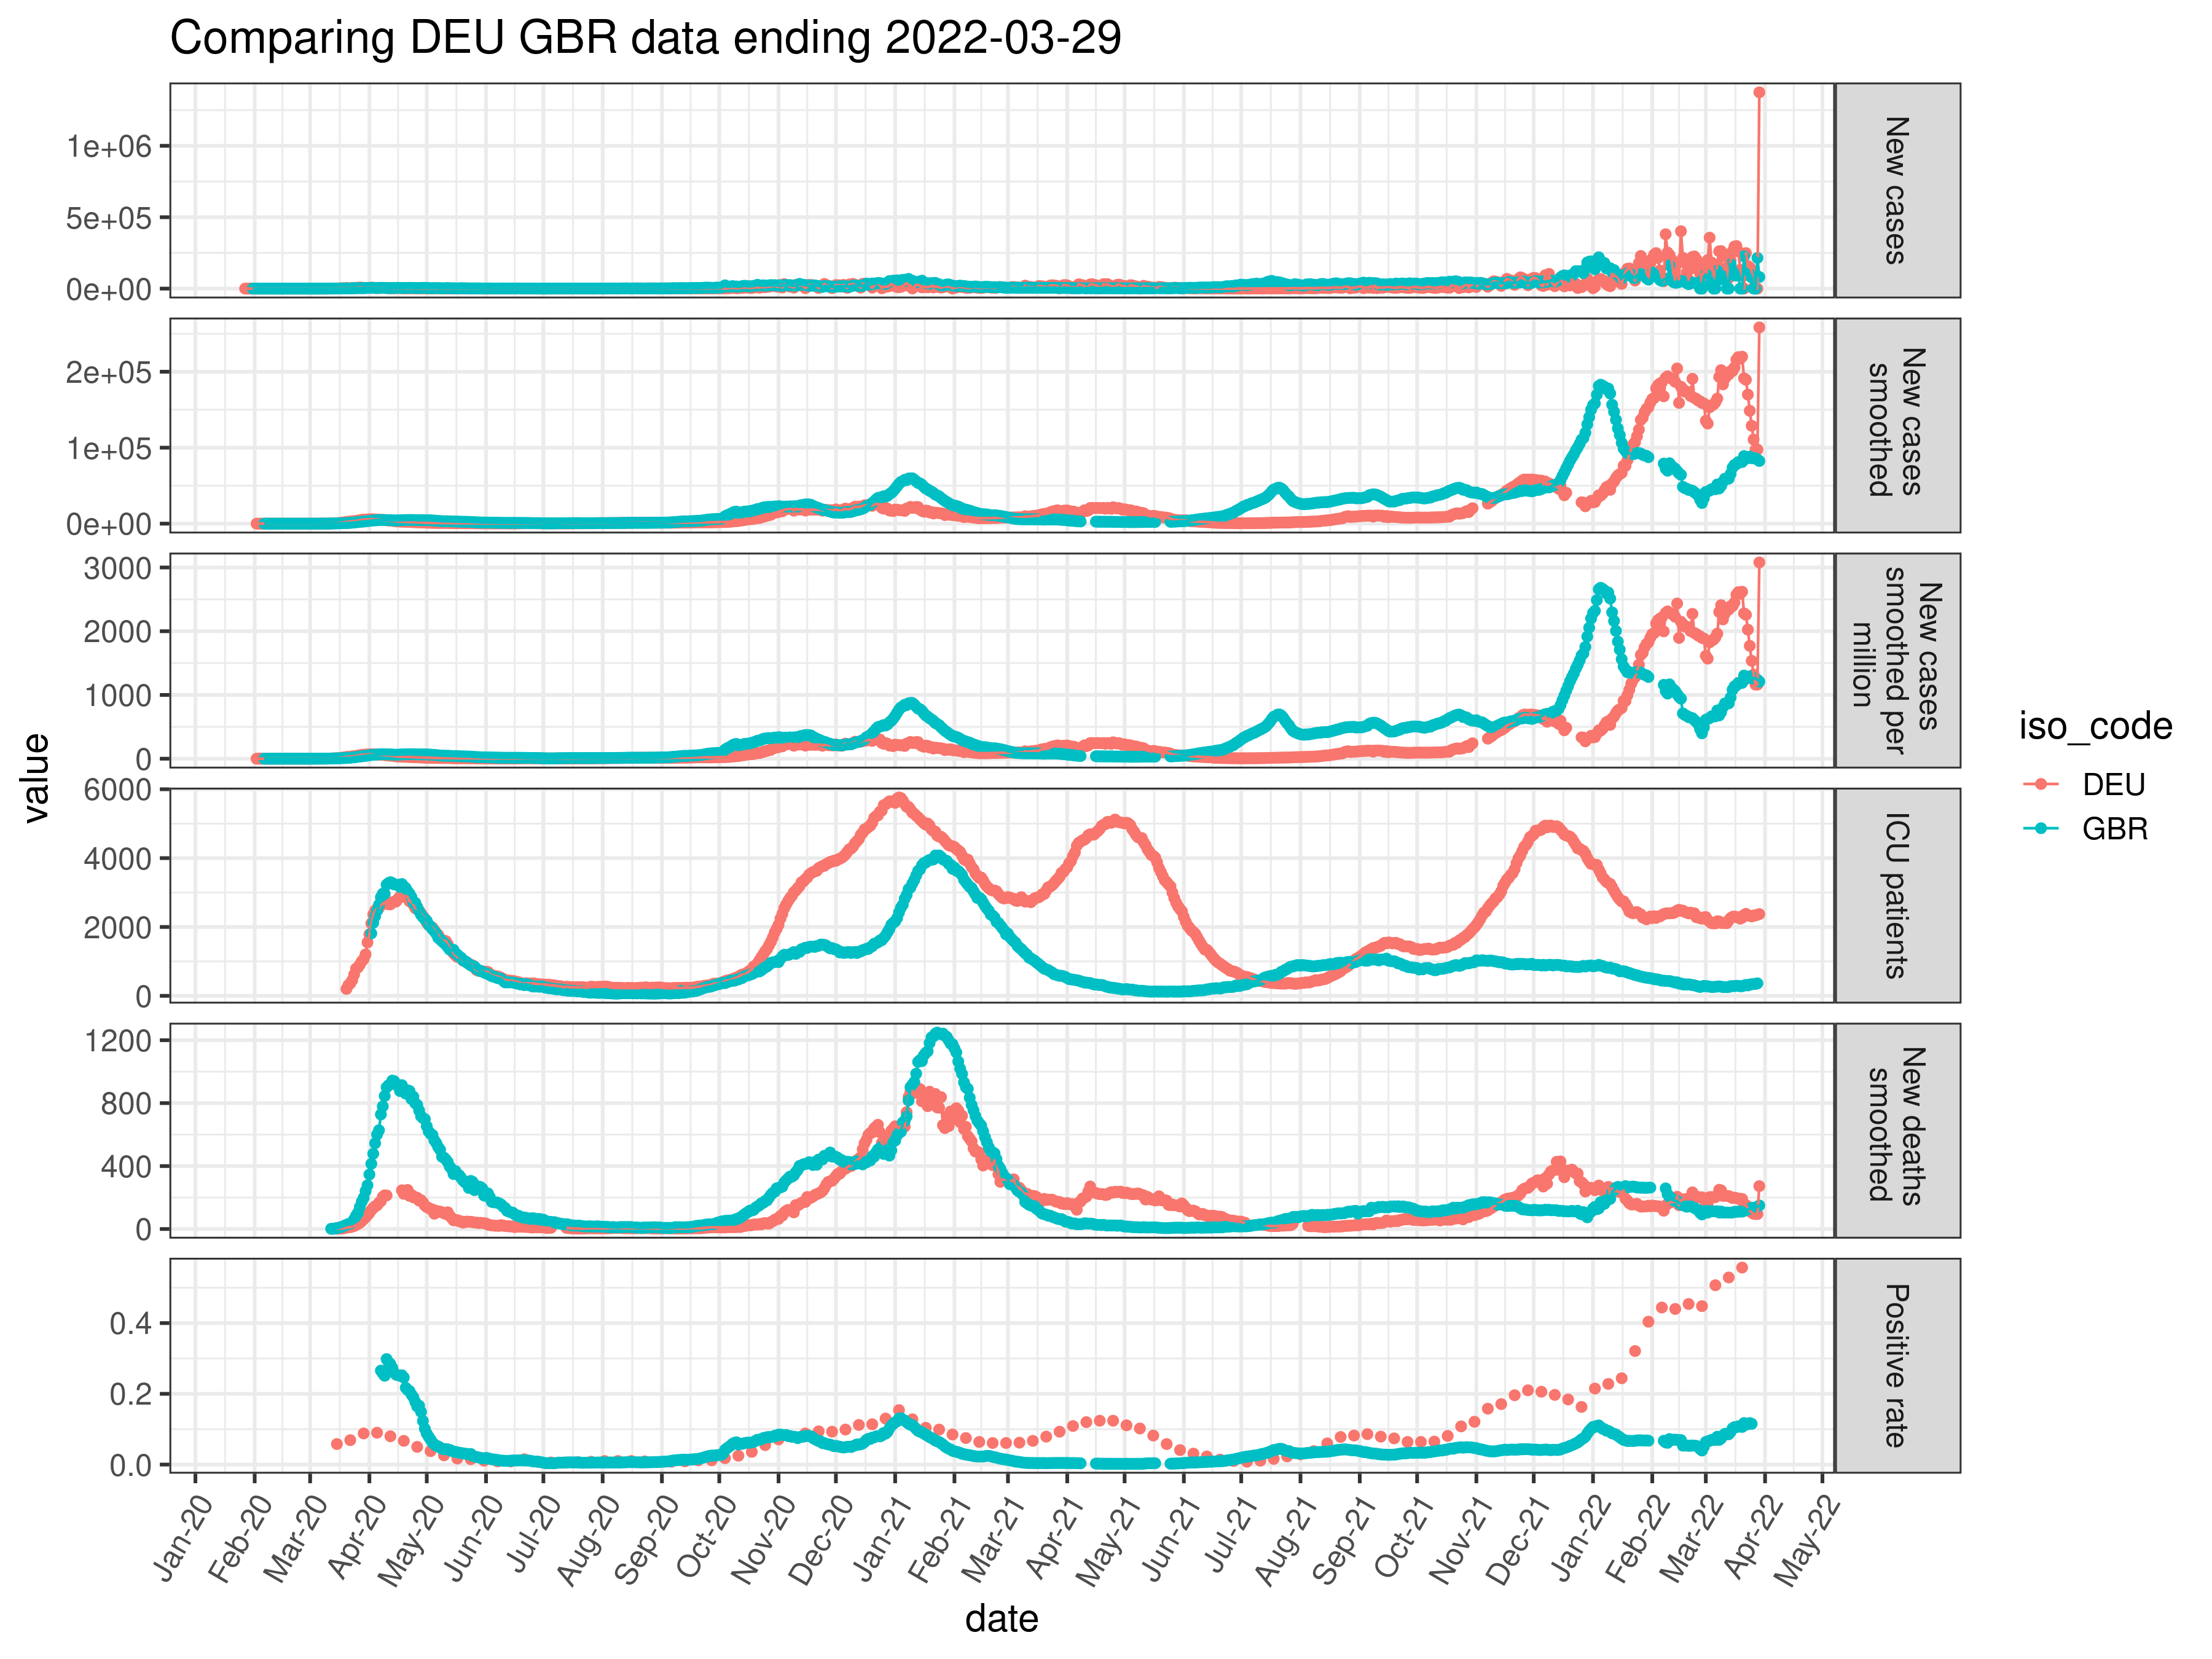 Comparing DEU GBR data ending 2022-03-29
1e+06
5e+05
0e+00
New cases
2e+05
1e+05
0e+00
New cases
smoothed
3000
2000
1000
0
New cases
smoothed per
million
6000
4000
2000
0
ICU patients
1200
800
400
0
New deaths
smoothed
0.4
0.2
0.0
Positive rate
value
Jan-20
Feb-20
Mar-20
Apr-20
May-20
Jun-20
Jul-20
Aug-20
Sep-20
Oct-20
Nov-20
Dec-20
Jan-21
Feb-21
Mar-21
Apr-21
May-21
Jun-21
Jul-21
Aug-21
Sep-21
Oct-21
Nov-21
Dec-21
Jan-22
Feb-22
Mar-22
Apr-22
May-22
date
iso_code
DEU
GBR